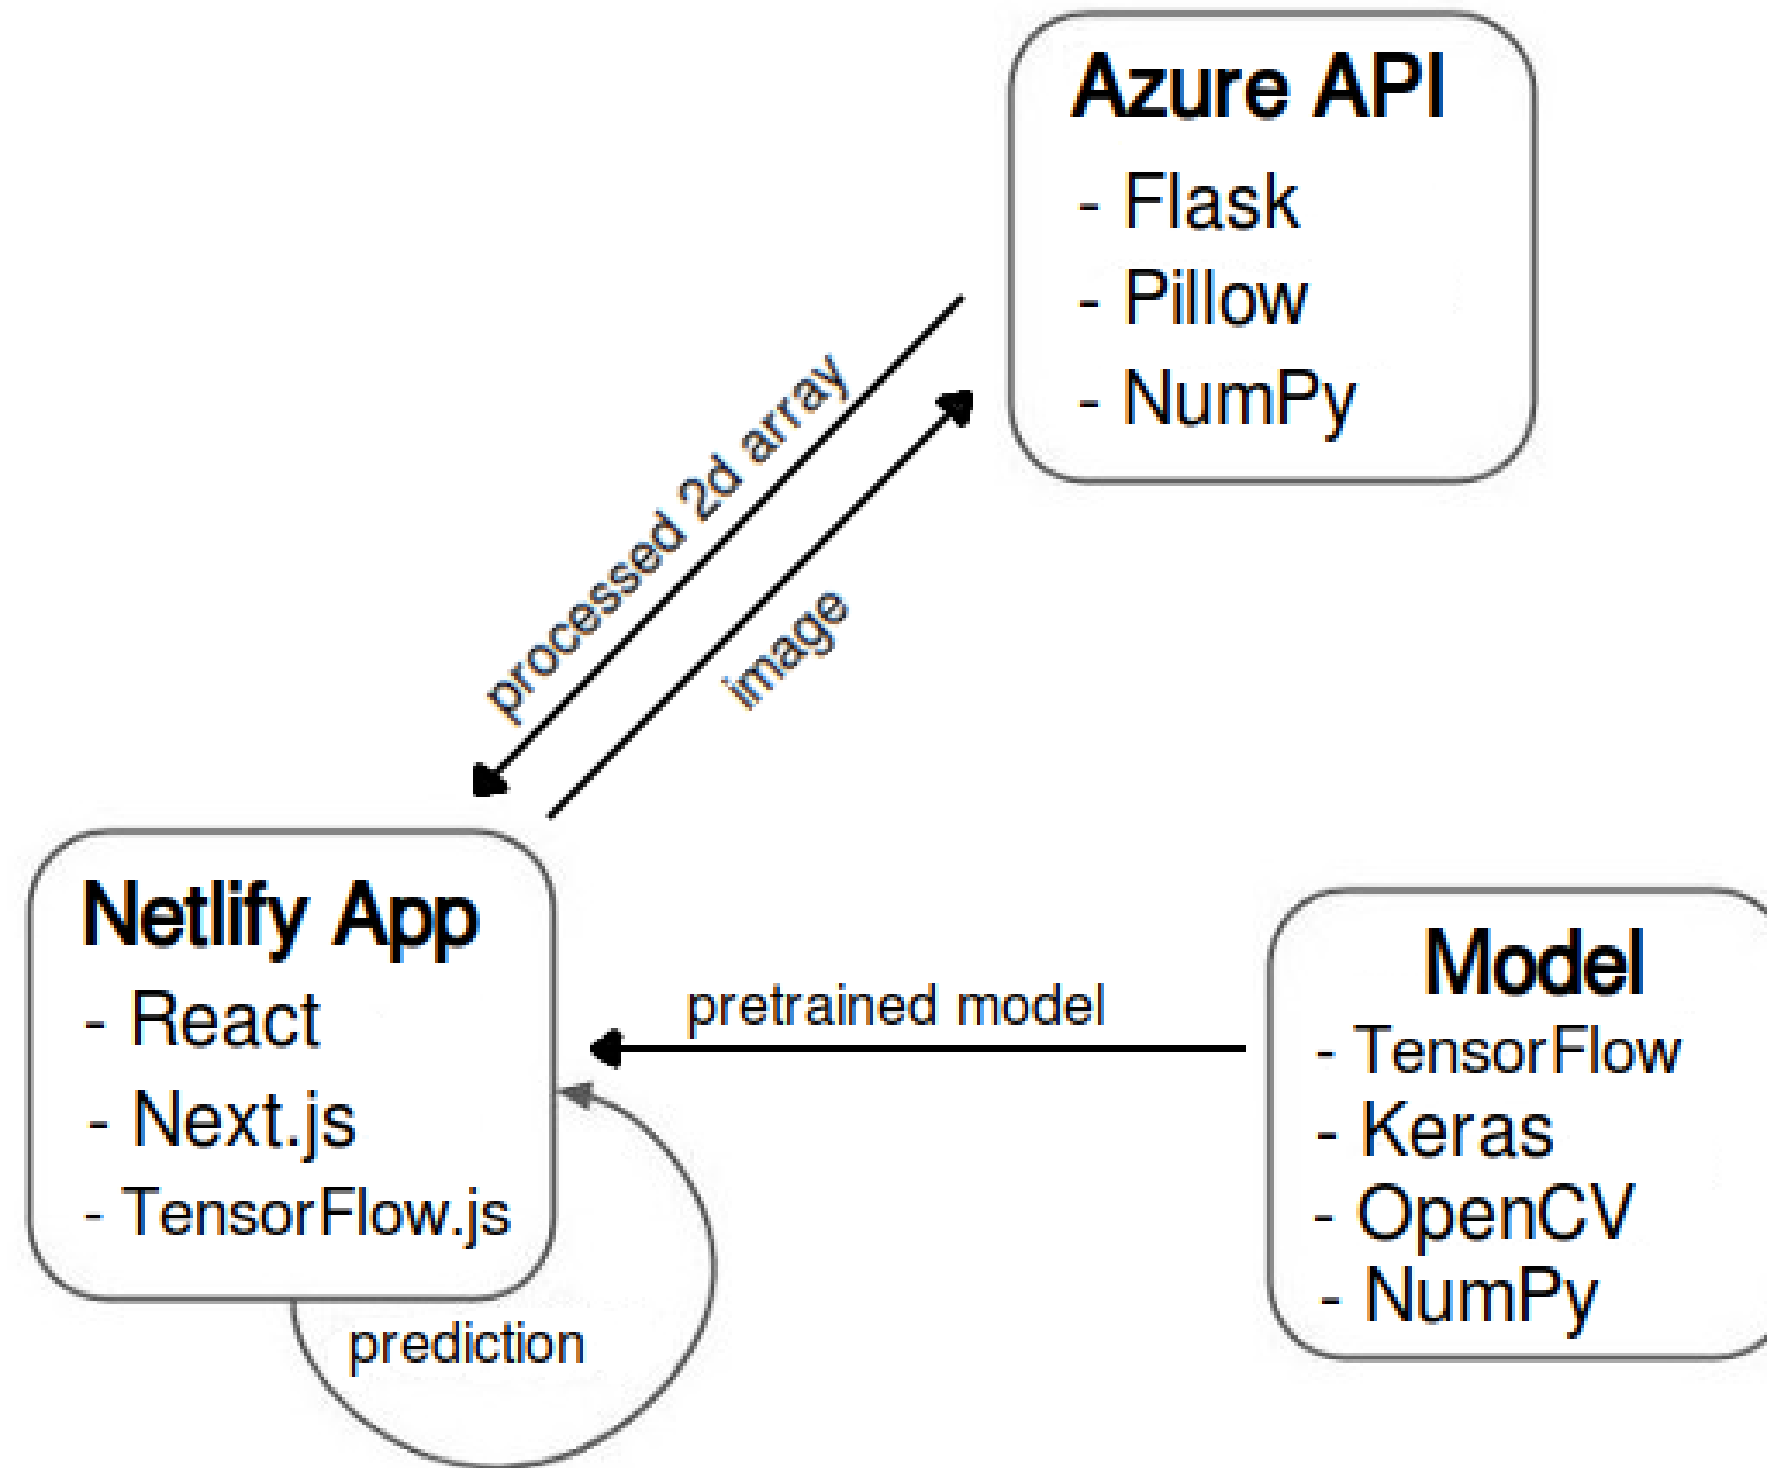 Azure API
- Flask
- Pillow
- NumPy
processed 2d array
image
Netlify App
- React
- Next.js
- TensorFlow.js
pretrained model
Model
- TensorFlow
- Keras
- OpenCV
- NumPy
prediction